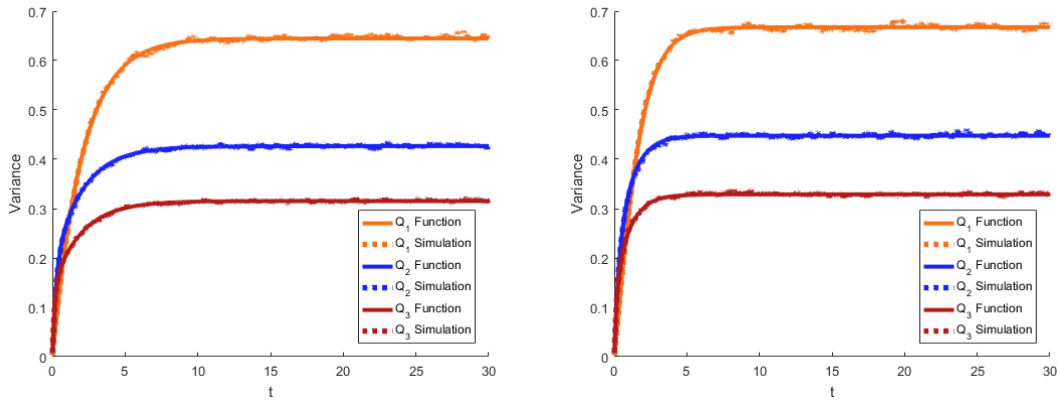 0.7
0.6
0.5
0.4
0.3
0.2
0.1
0
Variance
0
5
10
15
20
25
30
t
Q₁ Function
Q₁ Simulation
Q₂ Function
Q₂ Simulation
Q₃ Function
Q₃ Simulation
0.7
0.6
0.5
0.4
0.3
0.2
0.1
0
Variance
0
5
10
15
20
25
30
t
Q₁ Function
Q₁ Simulation
Q₂ Function
Q₂ Simulation
Q₃ Function
Q₃ Simulation